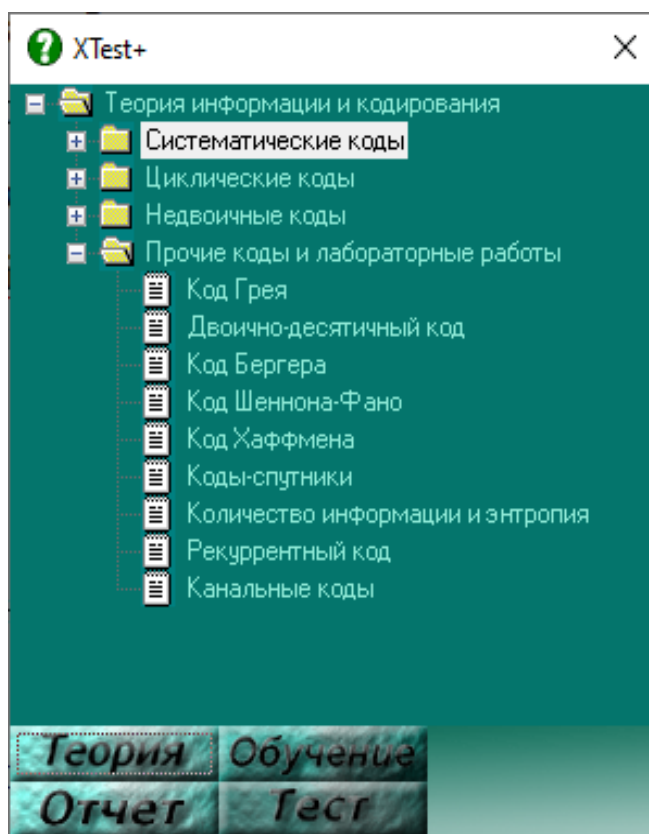 XTest+
Теория информации и кодирования
Систематические коды
Циклические коды
Недвоичные коды
Прочие коды и лабораторные работы
Код Грея
Двоично-десятичный код
Код Бергера
Код Шеннона-Фано
Код Хаффмена
Коды-спутники
Количество информации и энтропия
Рекуррентный код
Канальные коды
Теория Обучение
Отчет Тест